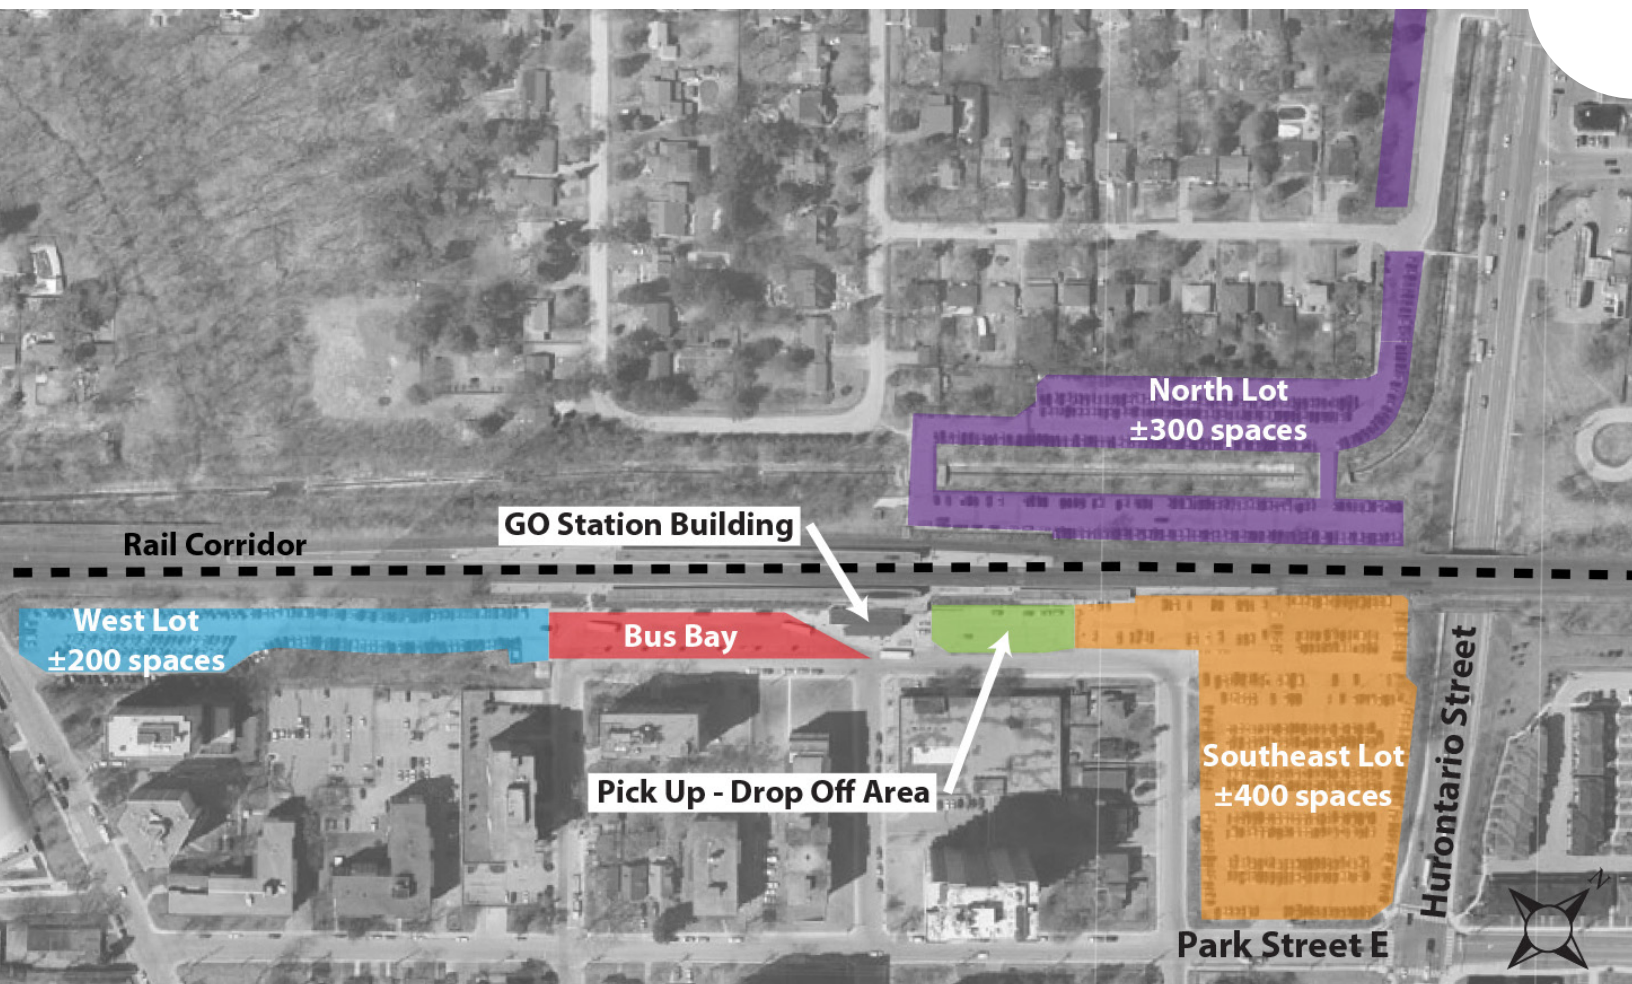 North Lot
±300 spaces
GO Station Building
Rail Corridor
West Lot
±200 spaces
Bus Bay
Pick Up - Drop Off Area
Southeast Lot
±400 spaces
Hurontario Street
Park Street E
N